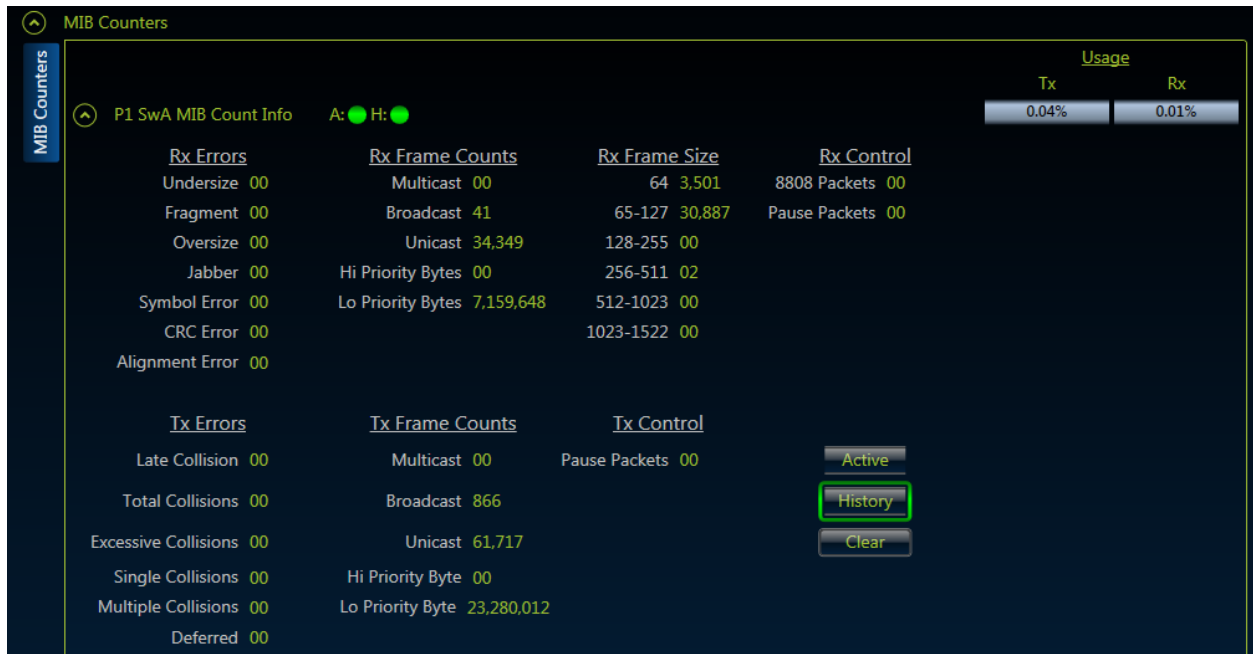 MIB Counters
MIB Counters
Usage
Tx Rx
P1 SwA MIB Count Info A: H: 0.04% 0.01%
Rx Errors Rx Frame Counts Rx Frame Size Rx Control
Undersize 00 Multicast 00 64 3,501 8808 Packets 00
Fragment 00 Broadcast 41 65-127 30,887 Pause Packets 00
Oversize 00 Unicast 34,349 128-255 00
Jabber 00 Hi Priority Bytes 00 256-511 02
Symbol Error 00 Lo Priority Bytes 7,159,648 512-1023 00
CRC Error 00 1023-1522 00
Alignment Error 00
Tx Errors Tx Frame Counts Tx Control
Late Collision 00 Multicast 00 Pause Packets 00 Active
Total Collisions 00 Broadcast 866 History
Excessive Collisions 00 Unicast 61,717 Clear
Single Collisions 00 Hi Priority Byte 00
Multiple Collisions 00 Lo Priority Byte 23,280,012
Deferred 00